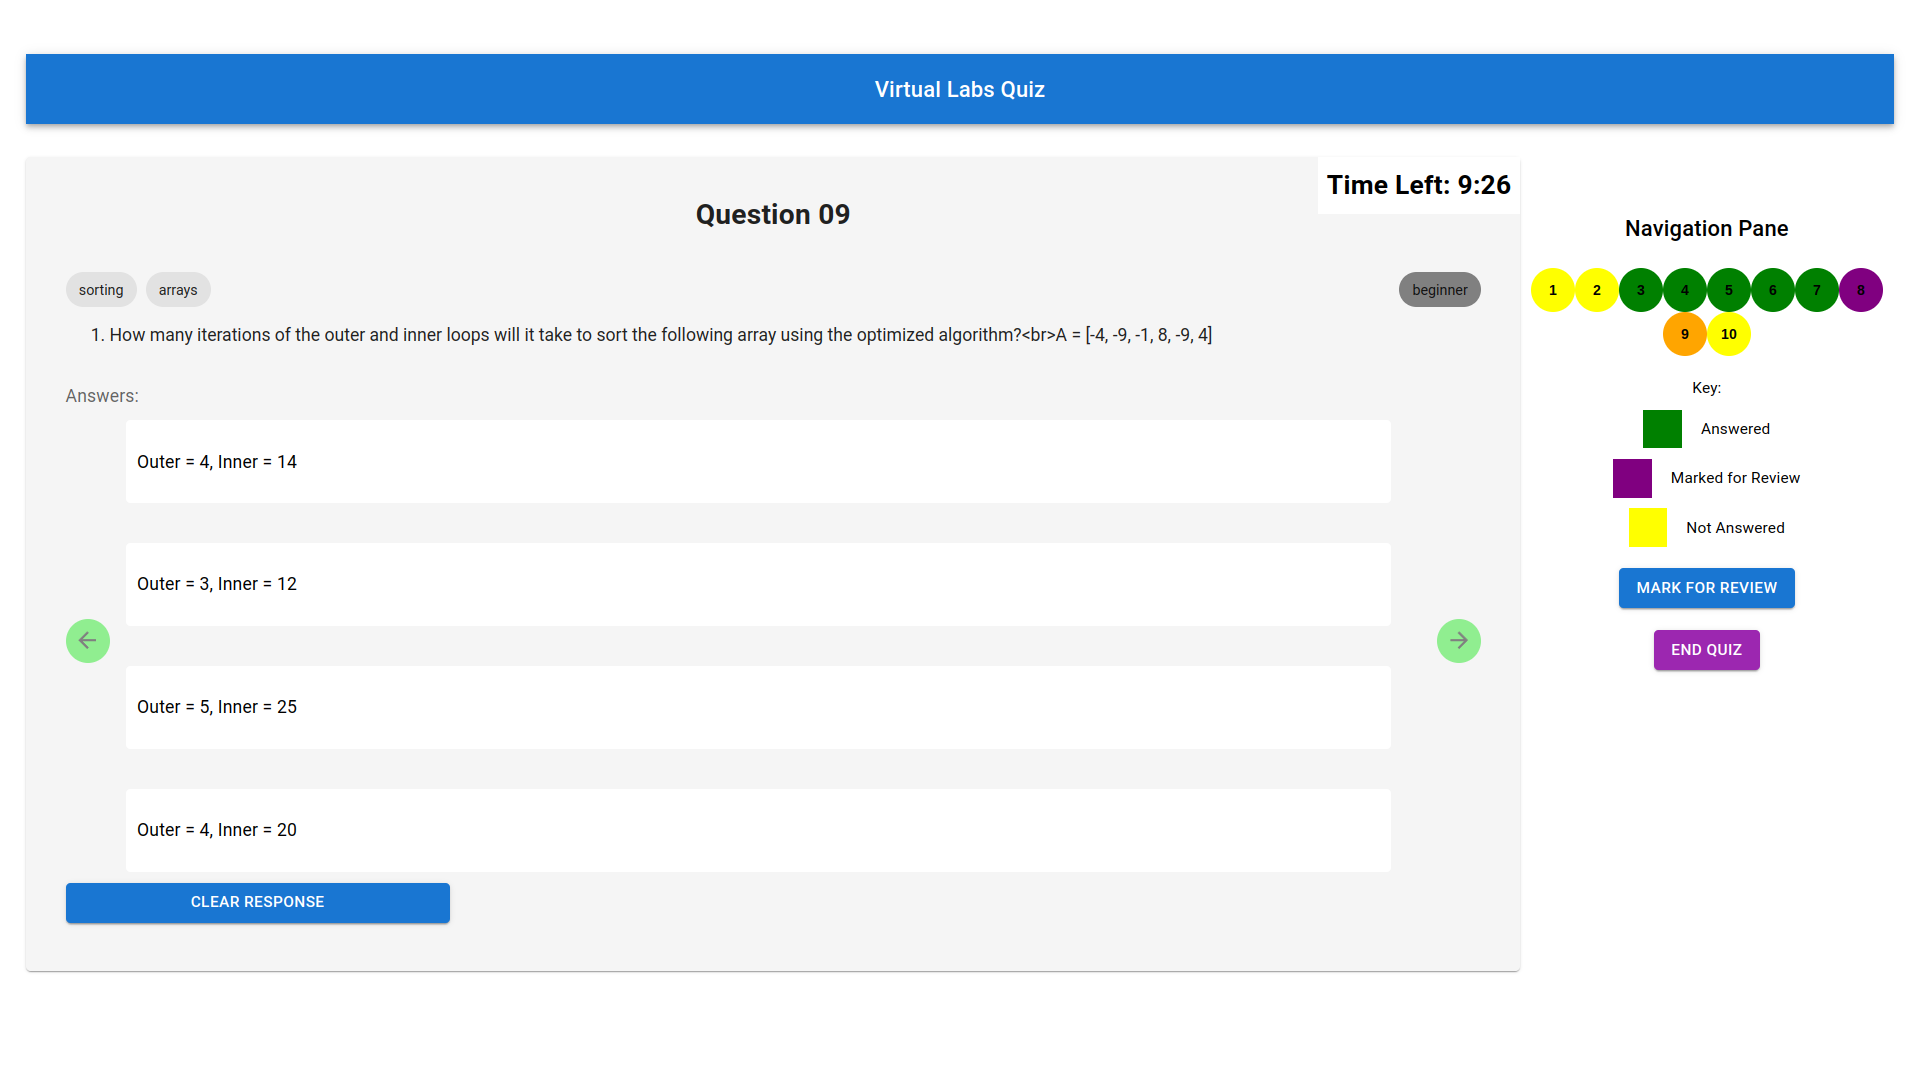 Virtual Labs Quiz
Time Left: 9:26
Question 09
sorting
arrays
beginner
1. How many iterations of the outer and inner loops will it take to sort the following array using the optimized algorithm?<br>A = [-4, -9, -1, 8, -9, 4]
Answers:
Outer = 4, Inner = 14
Outer = 3, Inner = 12
Outer = 5, Inner = 25
Outer = 4, Inner = 20
CLEAR RESPONSE
Navigation Pane
1 2 3 4 5 6 7 8
9 10
Key:
Answered
Marked for Review
Not Answered
MARK FOR REVIEW
END QUIZ